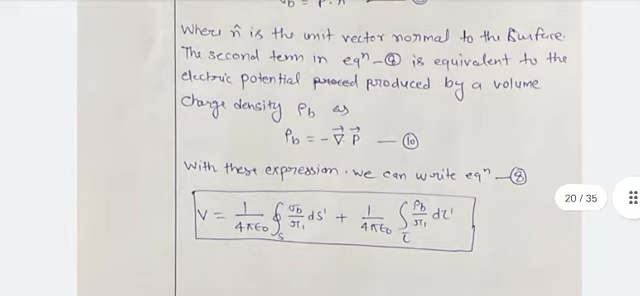 σb = P⃗. n̂
Where n̂ is the unit vector normal to the surface.
The second term in eqⁿ-⑨ is equivalent to the
electric potential produced by a volume
charge density ρb as
ρb = - ∇⃗. P⃗ — ⑩
With these expression. we can write eqⁿ —⑧
V = 1/4πε0 ∮s σb/r1 ds' + 1/4πε0 ∫τ ρb/r1 dτ'
20 / 35